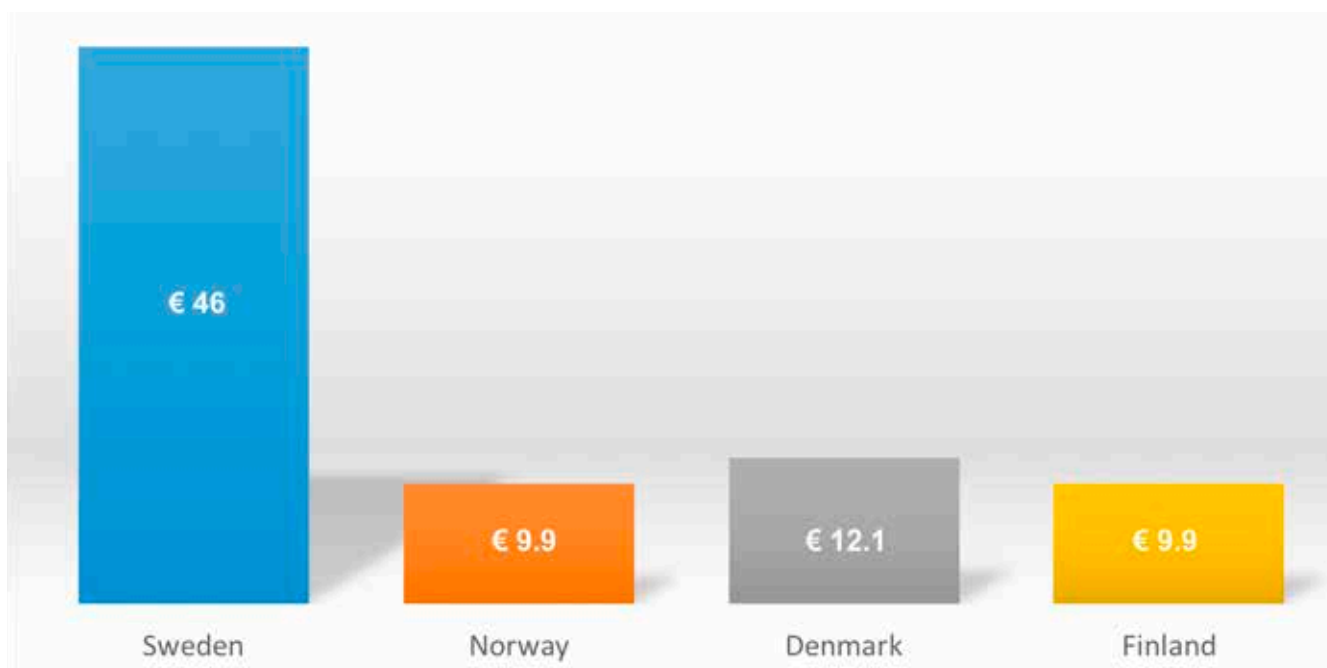 € 46
€ 9.9
€ 12.1
€ 9.9
Sweden
Norway
Denmark
Finland